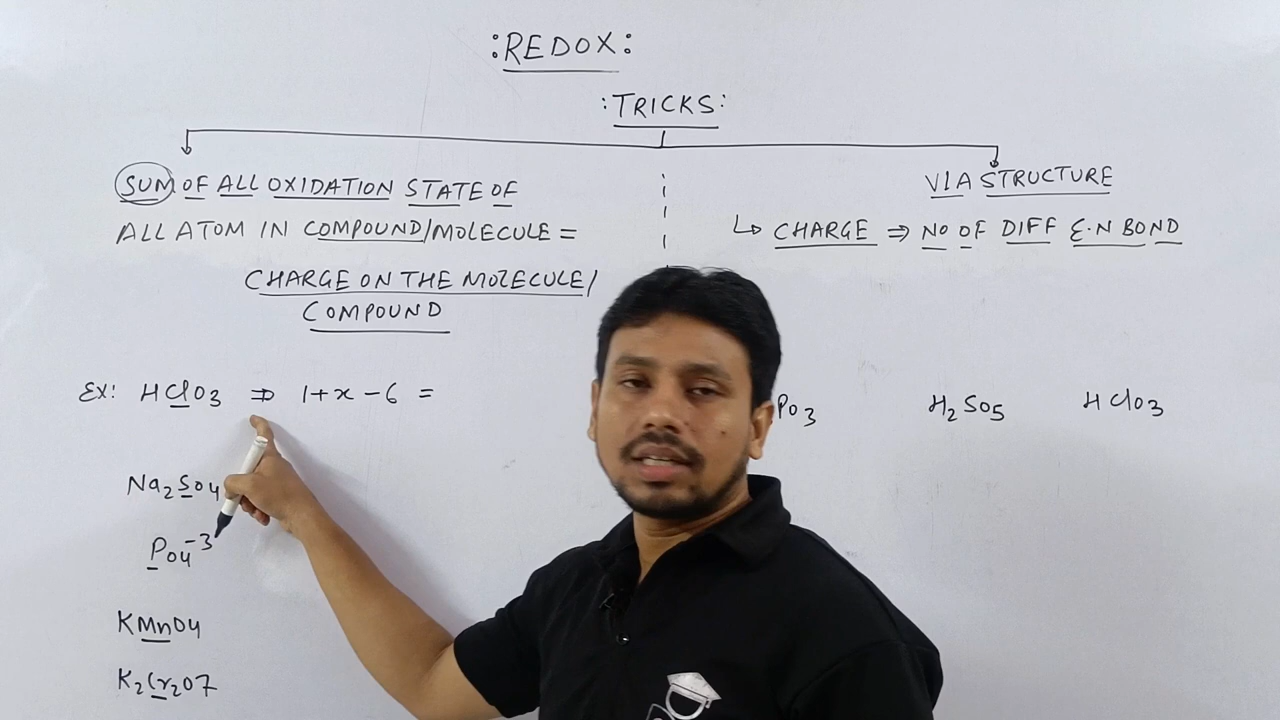 :REDOX:
:TRICKS:
SUM OF ALL OXIDATION STATE OF
ALL ATOM IN COMPOUND/MOLECULE =
CHARGE ON THE MOLECULE/
COMPOUND
VIA STRUCTURE
↳ CHARGE ⇒ NO OF DIFF E.N BOND
EX: HClO3 ⇒ 1+x-6 =
Na2SO4
PO4-3
KMnO4
K2Cr2O7
PO3 H2SO5 HClO3